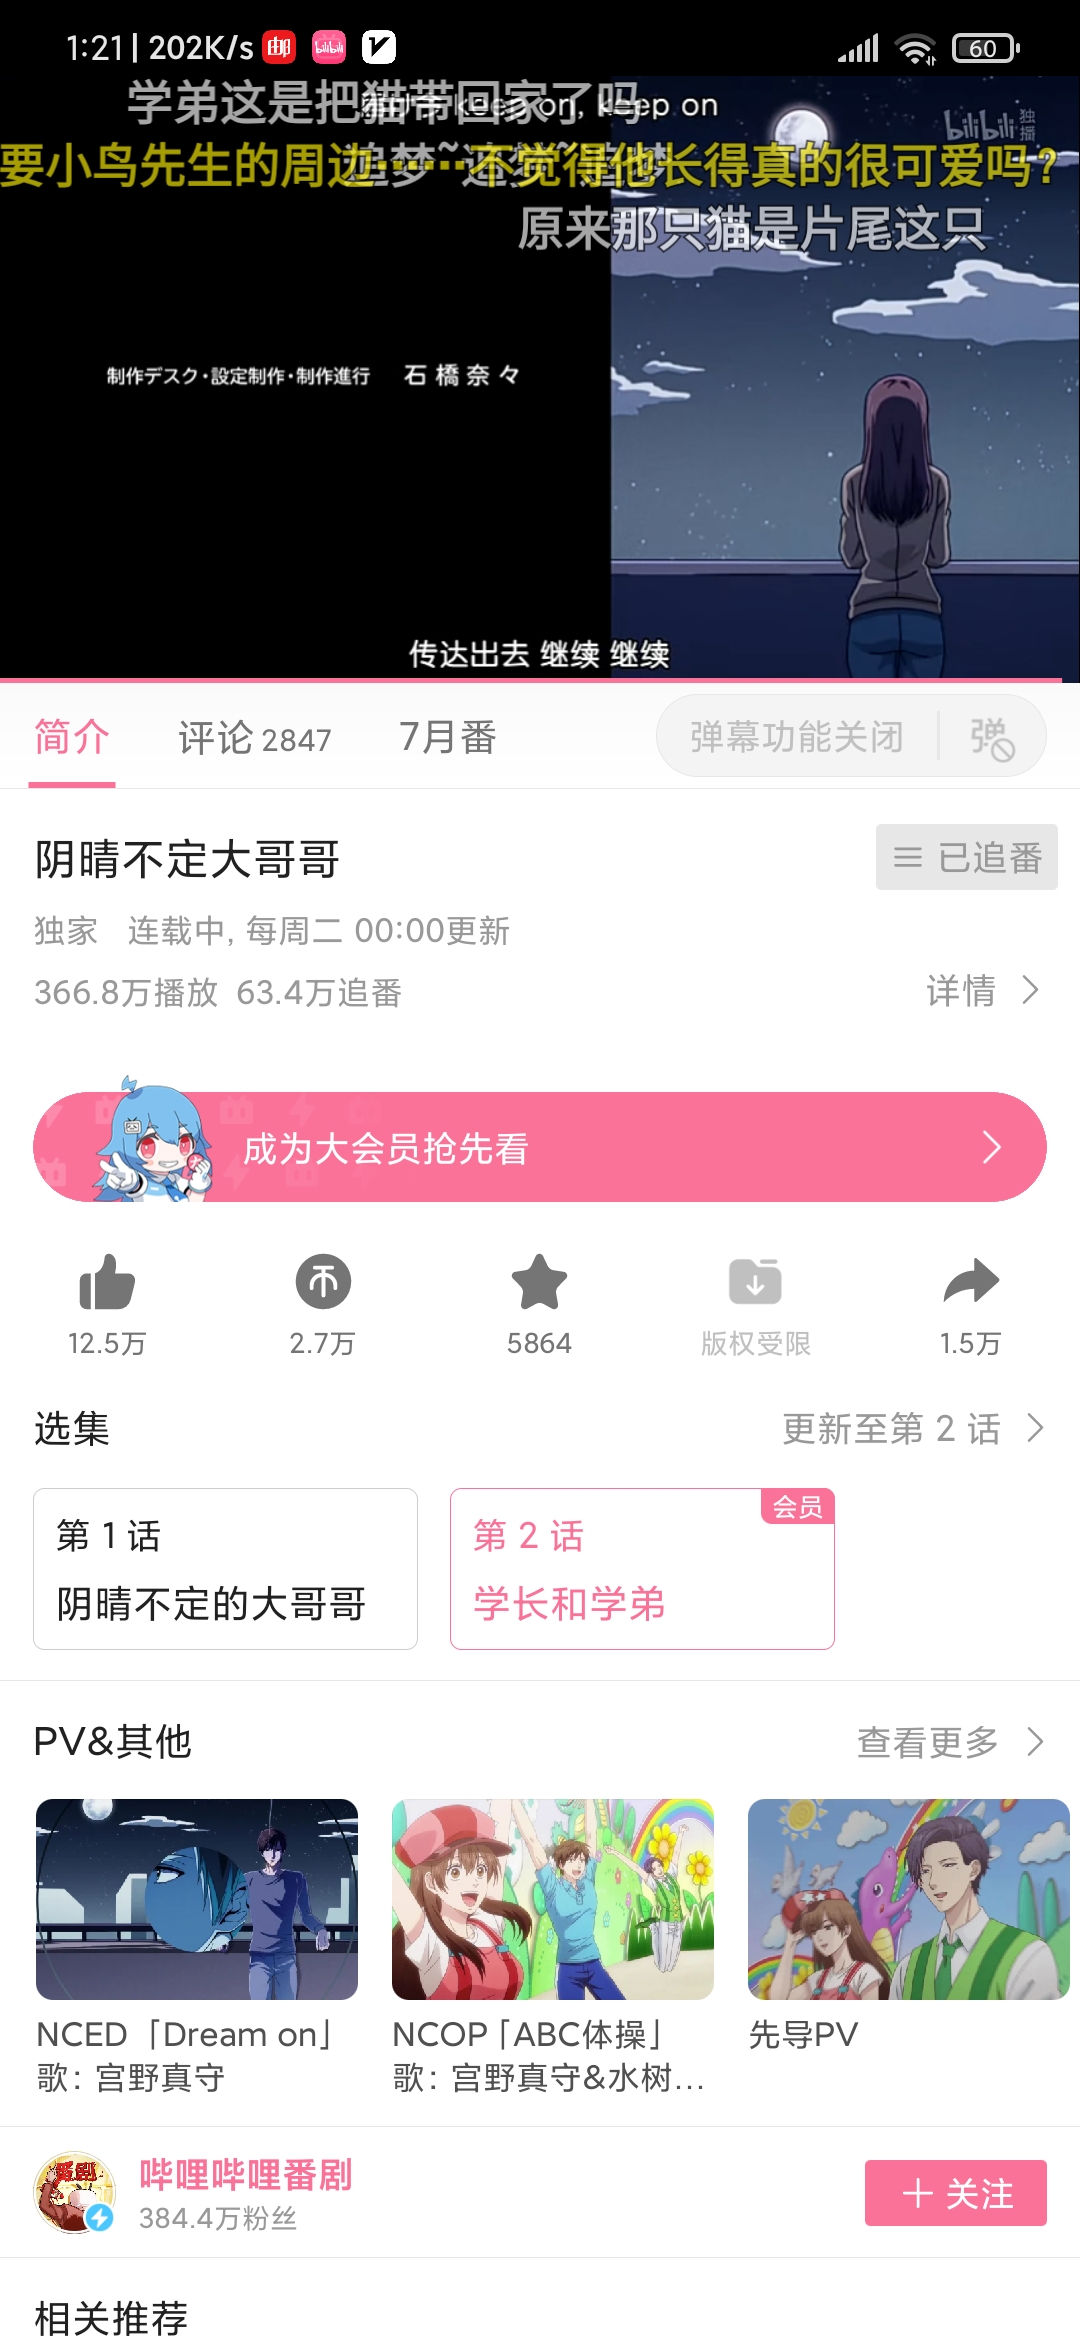 1:21 | 202K/s 邮 bilibili
60
学弟这是把猫带回家了吗
keep on, keep on
bilibili 独播
要小鸟先生的周边……不觉得他长得真的很可爱吗？
原来那只猫是片尾这只
制作デスク・設定制作・制作進行 石橋奈々
传达出去 继续 继续
简介 评论 2847 7月番 弹幕功能关闭 弹
阴晴不定大哥哥 已追番
独家 连载中, 每周二 00:00更新
366.8万播放 63.4万追番 详情
成为大会员抢先看
12.5万 2.7万 5864 版权受限 1.5万
选集 更新至第 2 话
第 1 话
阴晴不定的大哥哥
会员
第 2 话
学长和学弟
PV&其他 查看更多
NCED「Dream on」
歌：宫野真守
NCOP「ABC体操」
歌：宫野真守&水树...
先导PV
番剧
哔哩哔哩番剧
384.4万粉丝
关注
相关推荐